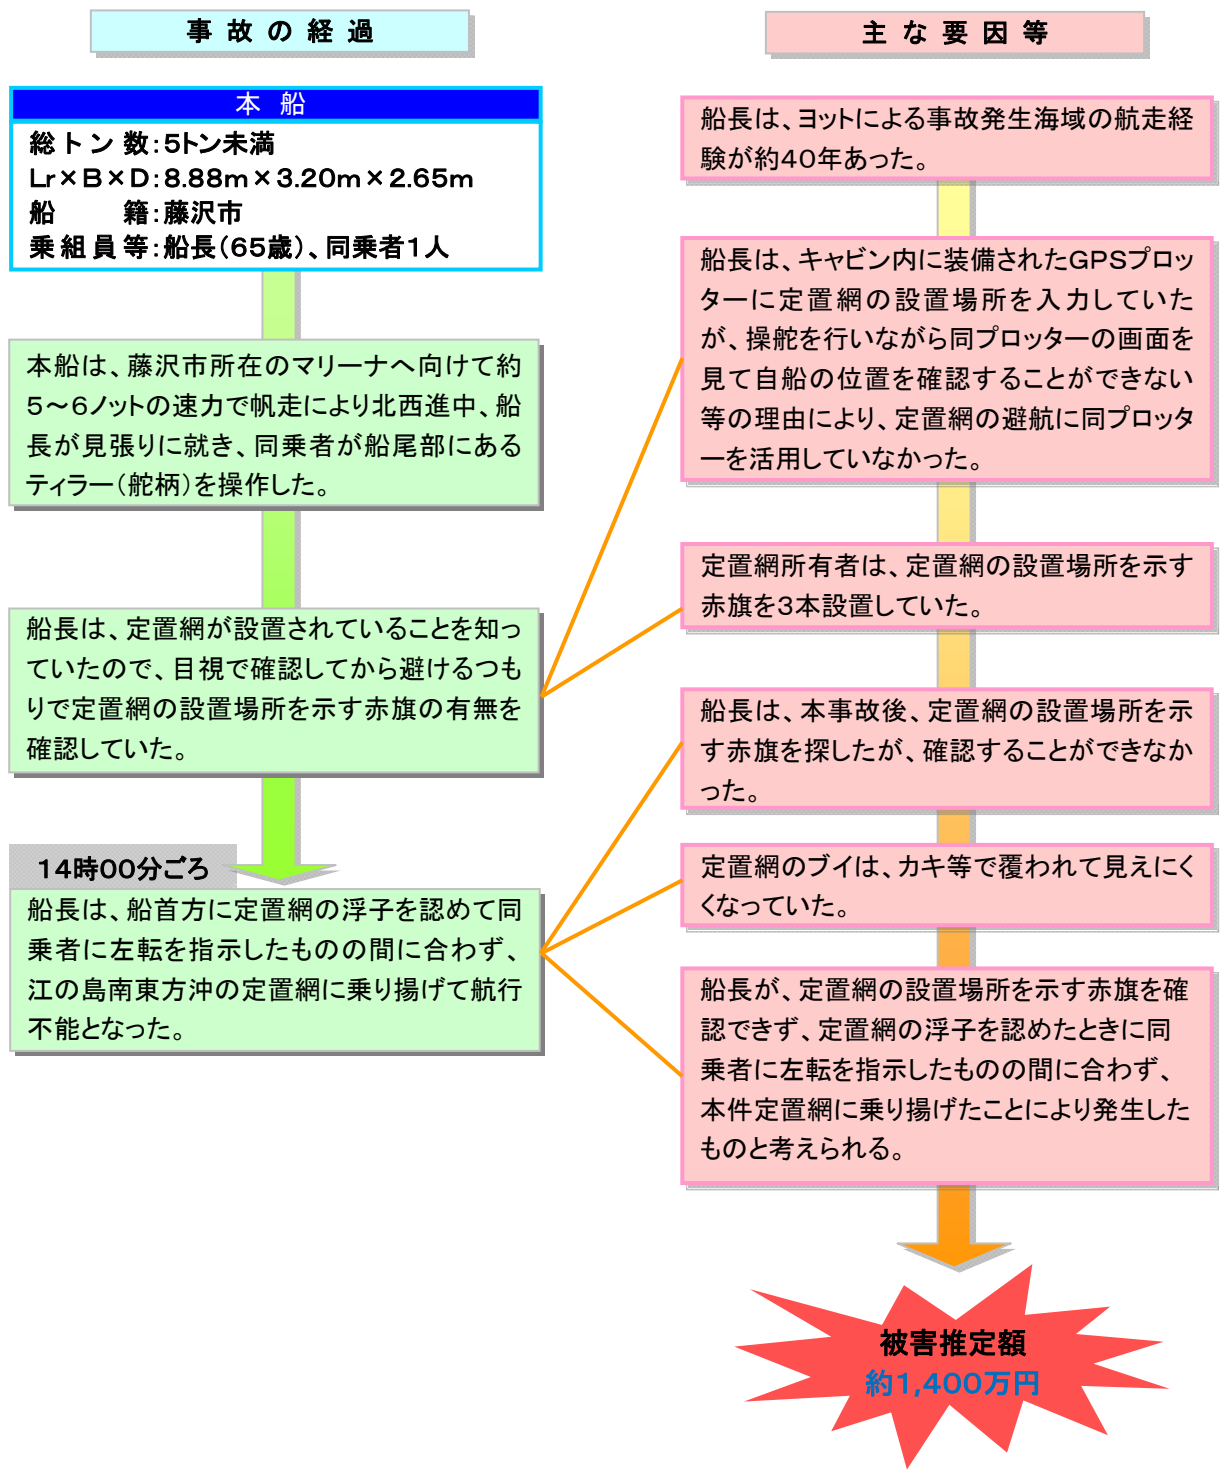 事故の経過
本船
総トン数:5トン未満
Lr×B×D:8.88m×3.20m×2.65m
船　　籍:藤沢市
乗組員等:船長(65歳)、同乗者1人
本船は、藤沢市所在のマリーナへ向けて約
5～6ノットの速力で帆走により北西進中、船
長が見張りに就き、同乗者が船尾部にある
ティラー(舵柄)を操作した。
船長は、定置網が設置されていることを知っ
ていたので、目視で確認してから避けるつも
りで定置網の設置場所を示す赤旗の有無を
確認していた。
14時00分ごろ
船長は、船首方に定置網の浮子を認めて同
乗者に左転を指示したものの間に合わず、
江の島南東方沖の定置網に乗り揚げて航行
不能となった。
主な要因等
船長は、ヨットによる事故発生海域の航走経
験が約40年あった。
船長は、キャビン内に装備されたGPSプロッ
ターに定置網の設置場所を入力していた
が、操舵を行いながら同プロッターの画面を
見て自船の位置を確認することができない
等の理由により、定置網の避航に同プロッタ
ーを活用していなかった。
定置網所有者は、定置網の設置場所を示す
赤旗を3本設置していた。
船長は、本事故後、定置網の設置場所を示
す赤旗を探したが、確認することができなか
った。
定置網のブイは、カキ等で覆われて見えにく
くなっていた。
船長が、定置網の設置場所を示す赤旗を確
認できず、定置網の浮子を認めたときに同
乗者に左転を指示したものの間に合わず、
本件定置網に乗り揚げたことにより発生した
ものと考えられる。
被害推定額
約1,400万円